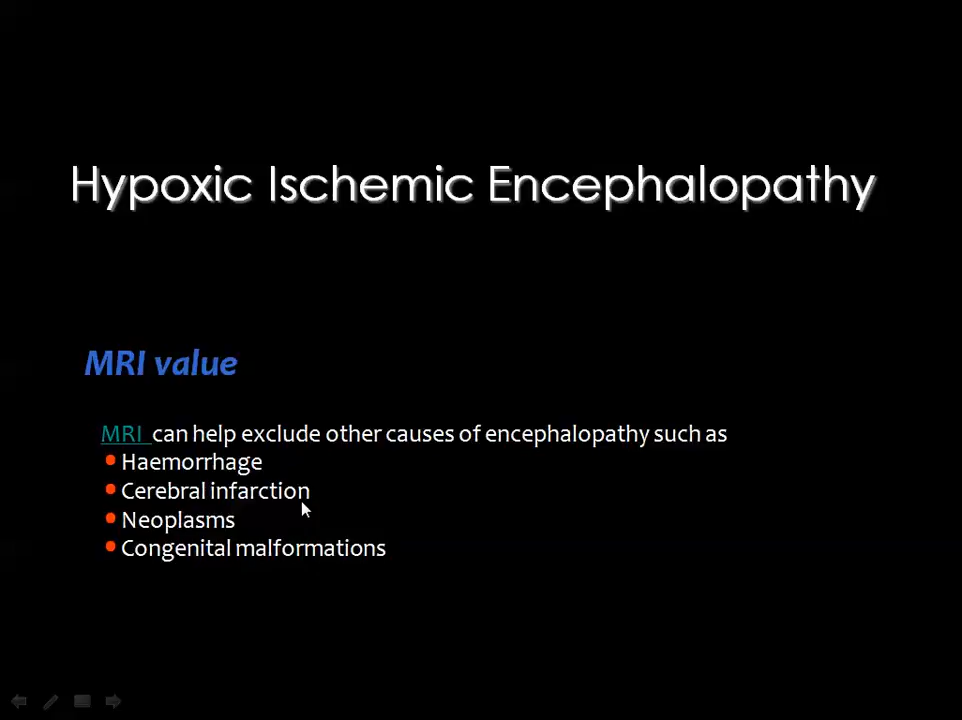 Hypoxic Ischemic Encephalopathy
MRI value
MRI can help exclude other causes of encephalopathy such as
• Haemorrhage
• Cerebral infarction
• Neoplasms
• Congenital malformations